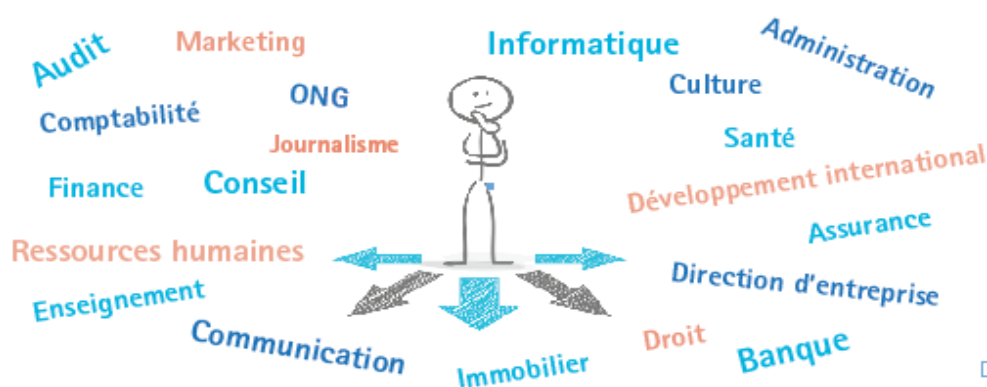 Audit
Marketing
Informatique
Administration
Comptabilité
ONG
Culture
Journalisme
Santé
Finance
Conseil
Développement international
Assurance
Ressources humaines
Enseignement
Direction d'entreprise
Communication
Immobilier
Droit
Banque